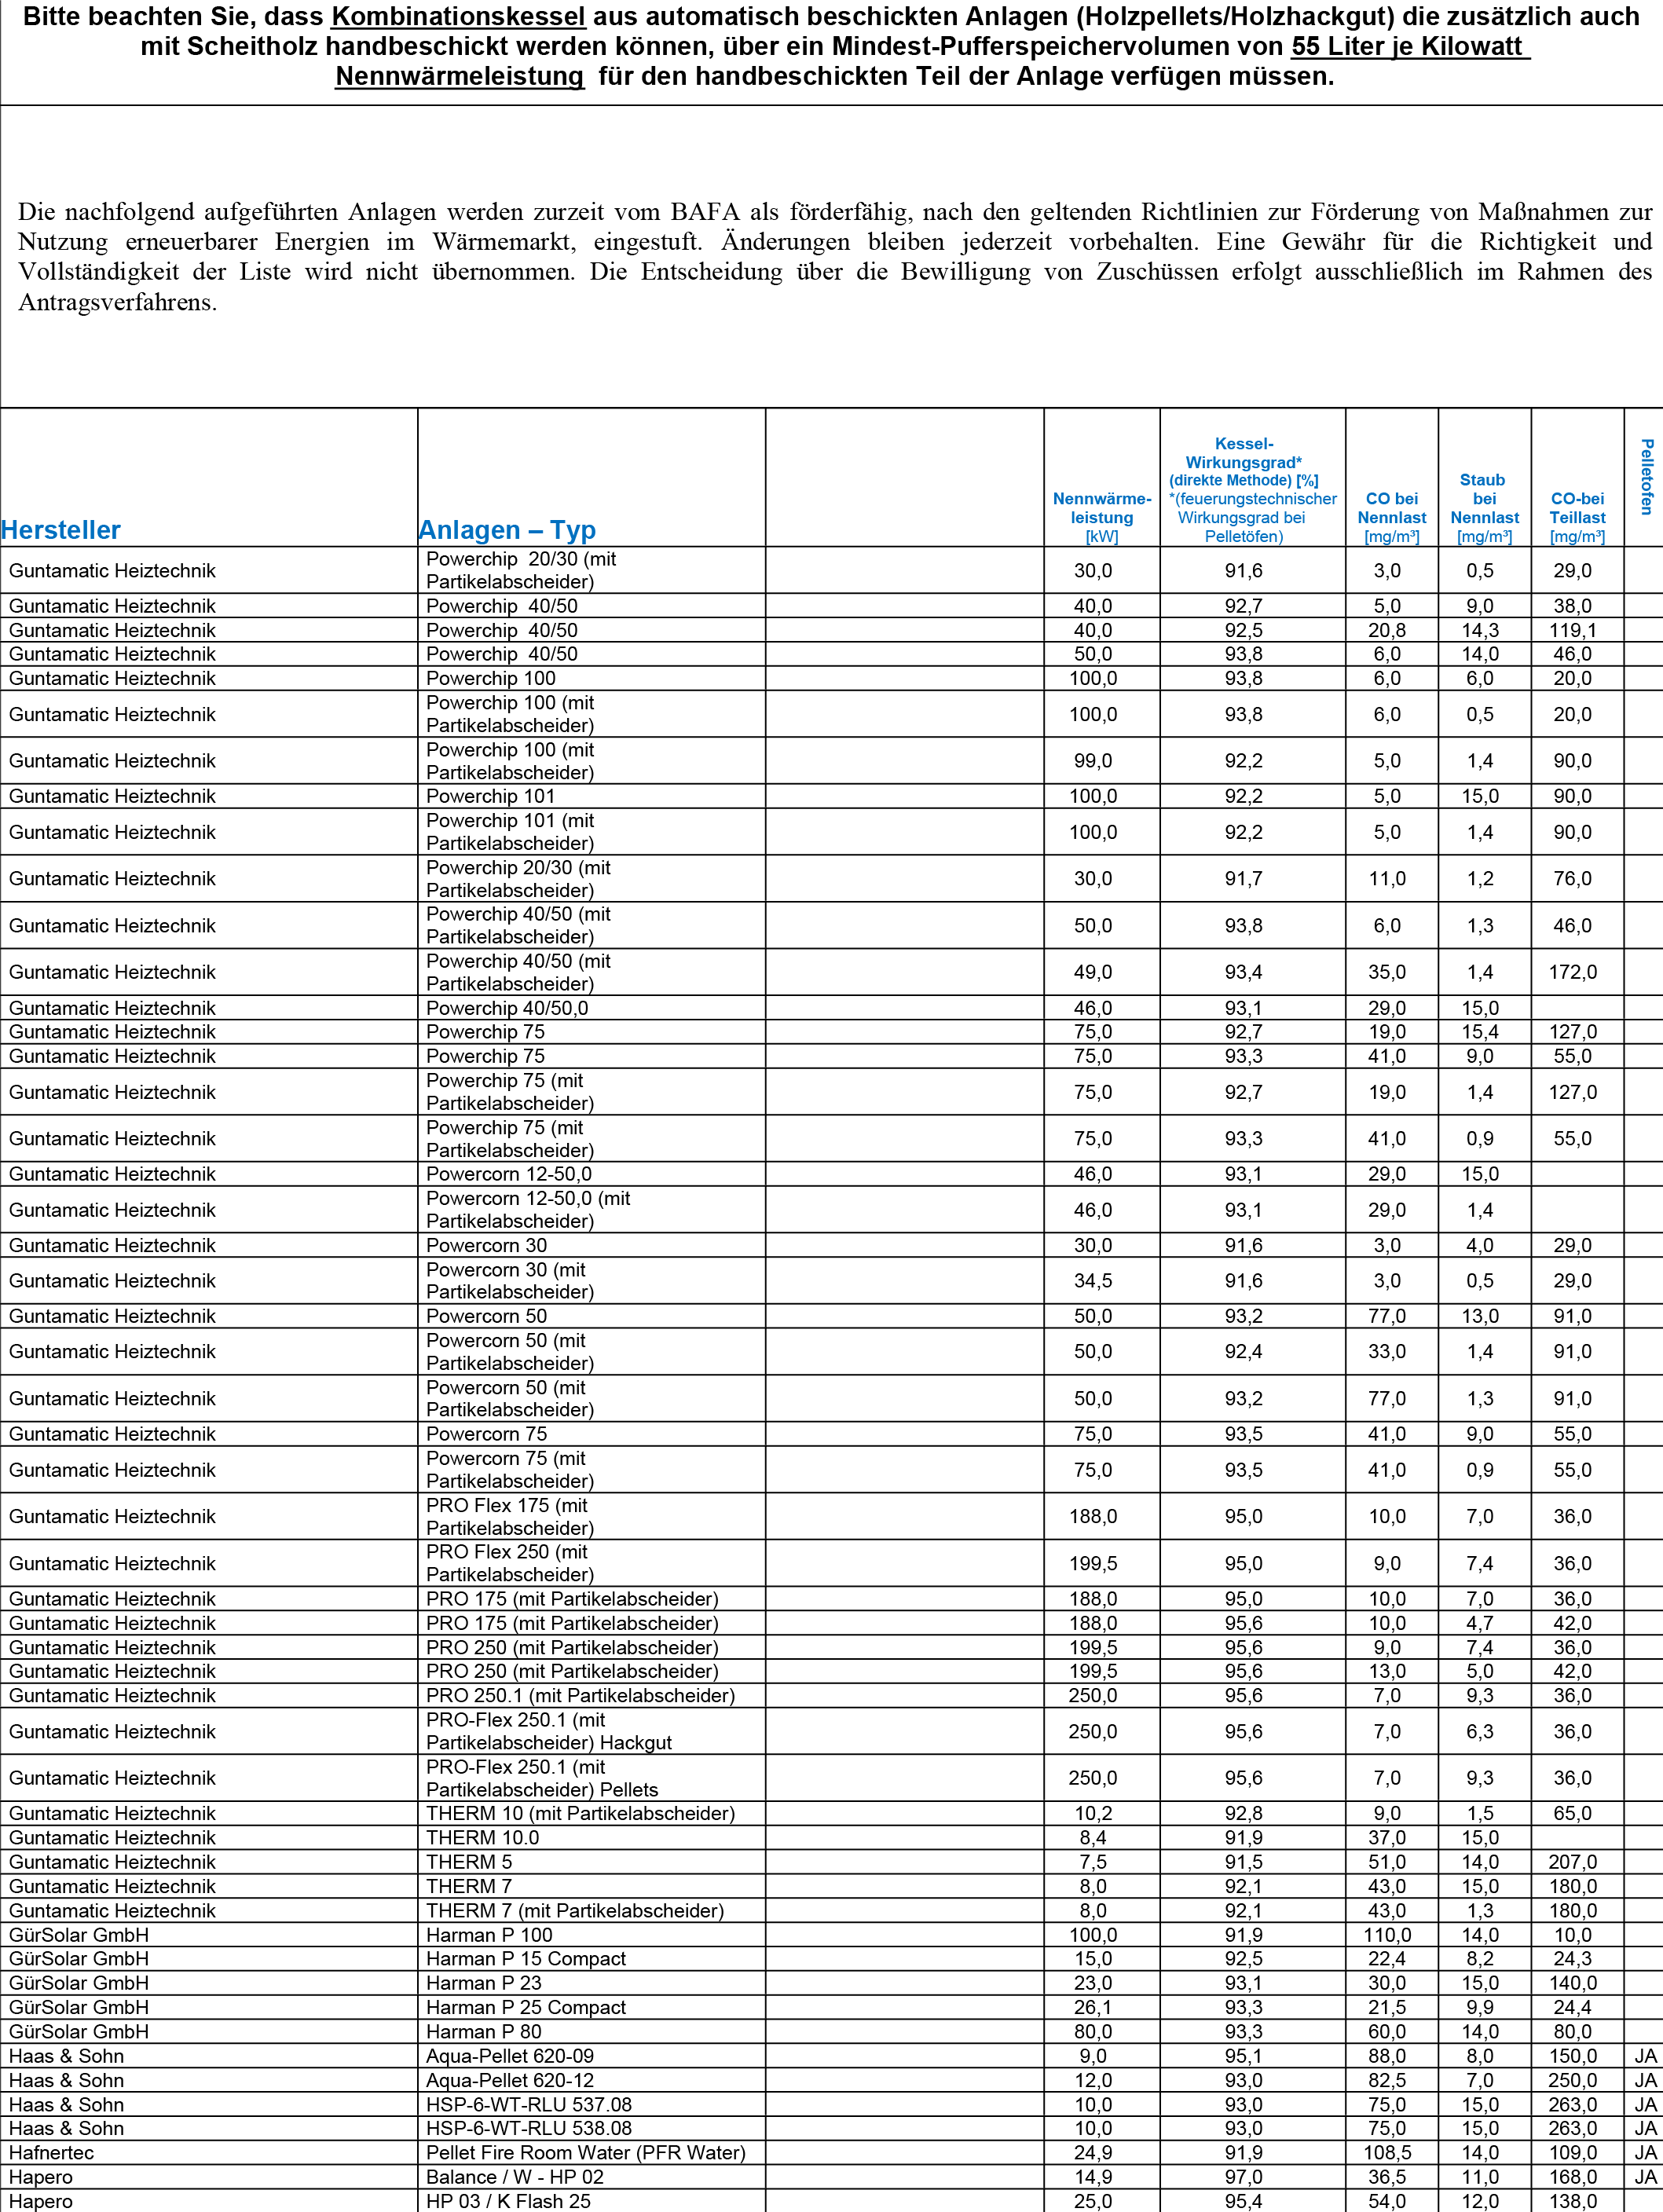 Bitte beachten Sie, dass Kombinationskessel aus automatisch beschickten Anlagen (Holzpellets/Holzhackgut) die zusätzlich auch
mit Scheitholz handbeschickt werden können, über ein Mindest-Pufferspeichervolumen von 55 Liter je Kilowatt
Nennwärmeleistung für den handbeschickten Teil der Anlage verfügen müssen.
Die nachfolgend aufgeführten Anlagen werden zurzeit vom BAFA als förderfähig, nach den geltenden Richtlinien zur Förderung von Maßnahmen zur
Nutzung erneuerbarer Energien im Wärmemarkt, eingestuft. Änderungen bleiben jederzeit vorbehalten. Eine Gewähr für die Richtigkeit und
Vollständigkeit der Liste wird nicht übernommen. Die Entscheidung über die Bewilligung von Zuschüssen erfolgt ausschließlich im Rahmen des
Antragsverfahrens.
Hersteller
Anlagen – Typ
Nennwärme-
leistung
[kW]
Kessel-
Wirkungsgrad*
(direkte Methode) [%]
*(feuerungstechnischer
Wirkungsgrad bei
Pelletöfen)
CO bei
Nennlast
[mg/m³]
Staub
bei
Nennlast
[mg/m³]
CO-bei
Teillast
[mg/m³]
Pelletofen
Guntamatic Heiztechnik Powerchip 20/30 (mit
Partikelabscheider) 30,0 91,6 3,0 0,5 29,0
Guntamatic Heiztechnik Powerchip 40/50 40,0 92,7 5,0 9,0 38,0
Guntamatic Heiztechnik Powerchip 40/50 40,0 92,5 20,8 14,3 119,1
Guntamatic Heiztechnik Powerchip 40/50 50,0 93,8 6,0 14,0 46,0
Guntamatic Heiztechnik Powerchip 100 100,0 93,8 6,0 6,0 20,0
Guntamatic Heiztechnik Powerchip 100 (mit
Partikelabscheider) 100,0 93,8 6,0 0,5 20,0
Guntamatic Heiztechnik Powerchip 100 (mit
Partikelabscheider) 99,0 92,2 5,0 1,4 90,0
Guntamatic Heiztechnik Powerchip 101 100,0 92,2 5,0 15,0 90,0
Guntamatic Heiztechnik Powerchip 101 (mit
Partikelabscheider) 100,0 92,2 5,0 1,4 90,0
Guntamatic Heiztechnik Powerchip 20/30 (mit
Partikelabscheider) 30,0 91,7 11,0 1,2 76,0
Guntamatic Heiztechnik Powerchip 40/50 (mit
Partikelabscheider) 50,0 93,8 6,0 1,3 46,0
Guntamatic Heiztechnik Powerchip 40/50 (mit
Partikelabscheider) 49,0 93,4 35,0 1,4 172,0
Guntamatic Heiztechnik Powerchip 40/50,0 46,0 93,1 29,0 15,0
Guntamatic Heiztechnik Powerchip 75 75,0 92,7 19,0 15,4 127,0
Guntamatic Heiztechnik Powerchip 75 75,0 93,3 41,0 9,0 55,0
Guntamatic Heiztechnik Powerchip 75 (mit
Partikelabscheider) 75,0 92,7 19,0 1,4 127,0
Guntamatic Heiztechnik Powerchip 75 (mit
Partikelabscheider) 75,0 93,3 41,0 0,9 55,0
Guntamatic Heiztechnik Powercorn 12-50,0 46,0 93,1 29,0 15,0
Guntamatic Heiztechnik Powercorn 12-50,0 (mit
Partikelabscheider) 46,0 93,1 29,0 1,4
Guntamatic Heiztechnik Powercorn 30 30,0 91,6 3,0 4,0 29,0
Guntamatic Heiztechnik Powercorn 30 (mit
Partikelabscheider) 34,5 91,6 3,0 0,5 29,0
Guntamatic Heiztechnik Powercorn 50 50,0 93,2 77,0 13,0 91,0
Guntamatic Heiztechnik Powercorn 50 (mit
Partikelabscheider) 50,0 92,4 33,0 1,4 91,0
Guntamatic Heiztechnik Powercorn 50 (mit
Partikelabscheider) 50,0 93,2 77,0 1,3 91,0
Guntamatic Heiztechnik Powercorn 75 75,0 93,5 41,0 9,0 55,0
Guntamatic Heiztechnik Powercorn 75 (mit
Partikelabscheider) 75,0 93,5 41,0 0,9 55,0
Guntamatic Heiztechnik PRO Flex 175 (mit
Partikelabscheider) 188,0 95,0 10,0 7,0 36,0
Guntamatic Heiztechnik PRO Flex 250 (mit
Partikelabscheider) 199,5 95,0 9,0 7,4 36,0
Guntamatic Heiztechnik PRO 175 (mit Partikelabscheider) 188,0 95,0 10,0 7,0 36,0
Guntamatic Heiztechnik PRO 175 (mit Partikelabscheider) 188,0 95,6 10,0 4,7 42,0
Guntamatic Heiztechnik PRO 250 (mit Partikelabscheider) 199,5 95,6 9,0 7,4 36,0
Guntamatic Heiztechnik PRO 250 (mit Partikelabscheider) 199,5 95,6 13,0 5,0 42,0
Guntamatic Heiztechnik PRO 250.1 (mit Partikelabscheider) 250,0 95,6 7,0 9,3 36,0
Guntamatic Heiztechnik PRO-Flex 250.1 (mit
Partikelabscheider) Hackgut 250,0 95,6 7,0 6,3 36,0
Guntamatic Heiztechnik PRO-Flex 250.1 (mit
Partikelabscheider) Pellets 250,0 95,6 7,0 9,3 36,0
Guntamatic Heiztechnik THERM 10 (mit Partikelabscheider) 10,2 92,8 9,0 1,5 65,0
Guntamatic Heiztechnik THERM 10.0 8,4 91,9 37,0 15,0
Guntamatic Heiztechnik THERM 5 7,5 91,5 51,0 14,0 207,0
Guntamatic Heiztechnik THERM 7 8,0 92,1 43,0 15,0 180,0
Guntamatic Heiztechnik THERM 7 (mit Partikelabscheider) 8,0 92,1 43,0 1,3 180,0
GürSolar GmbH Harman P 100 100,0 91,9 110,0 14,0 10,0
GürSolar GmbH Harman P 15 Compact 15,0 92,5 22,4 8,2 24,3
GürSolar GmbH Harman P 23 23,0 93,1 30,0 15,0 140,0
GürSolar GmbH Harman P 25 Compact 26,1 93,3 21,5 9,9 24,4
GürSolar GmbH Harman P 80 80,0 93,3 60,0 14,0 80,0
Haas & Sohn Aqua-Pellet 620-09 9,0 95,1 88,0 8,0 150,0 JA
Haas & Sohn Aqua-Pellet 620-12 12,0 93,0 82,5 7,0 250,0 JA
Haas & Sohn HSP-6-WT-RLU 537.08 10,0 93,0 75,0 15,0 263,0 JA
Haas & Sohn HSP-6-WT-RLU 538.08 10,0 93,0 75,0 15,0 263,0 JA
Hafnertec Pellet Fire Room Water (PFR Water) 24,9 91,9 108,5 14,0 109,0 JA
Hapero Balance / W - HP 02 14,9 97,0 36,5 11,0 168,0 JA
Hapero HP 03 / K Flash 25 25,0 95,4 54,0 12,0 138,0